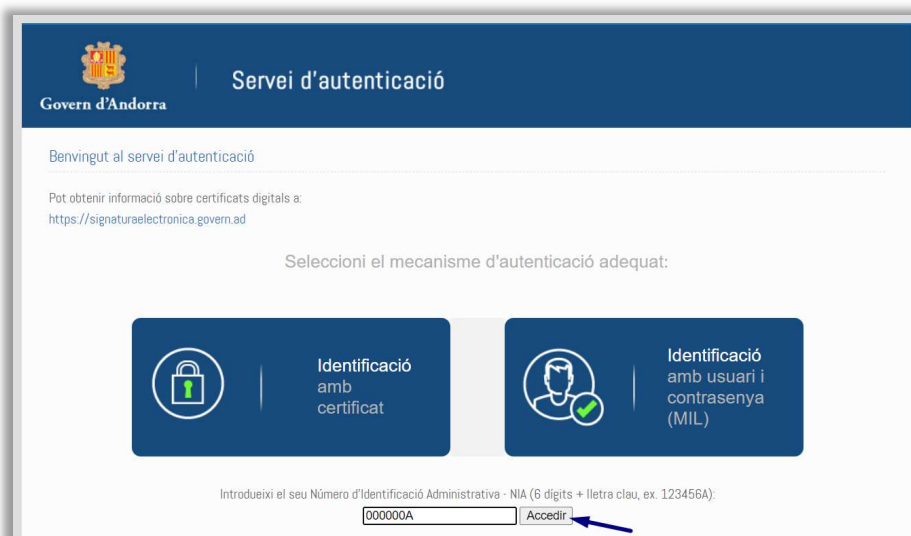 Govern d'Andorra
Servei d'autenticació
Benvingut al servei d'autenticació
Pot obtenir informació sobre certificats digitals a:
https://signaturaelectronica.govern.ad
Seleccioni el mecanisme d'autenticació adequat:
Identificació
amb
certificat
Identificació
amb usuari i
contrasenya
(MIL)
Introdueixi el seu Número d'Identificació Administrativa - NIA (6 dígits + lletra clau, ex. 123456A):
000000A Accedir